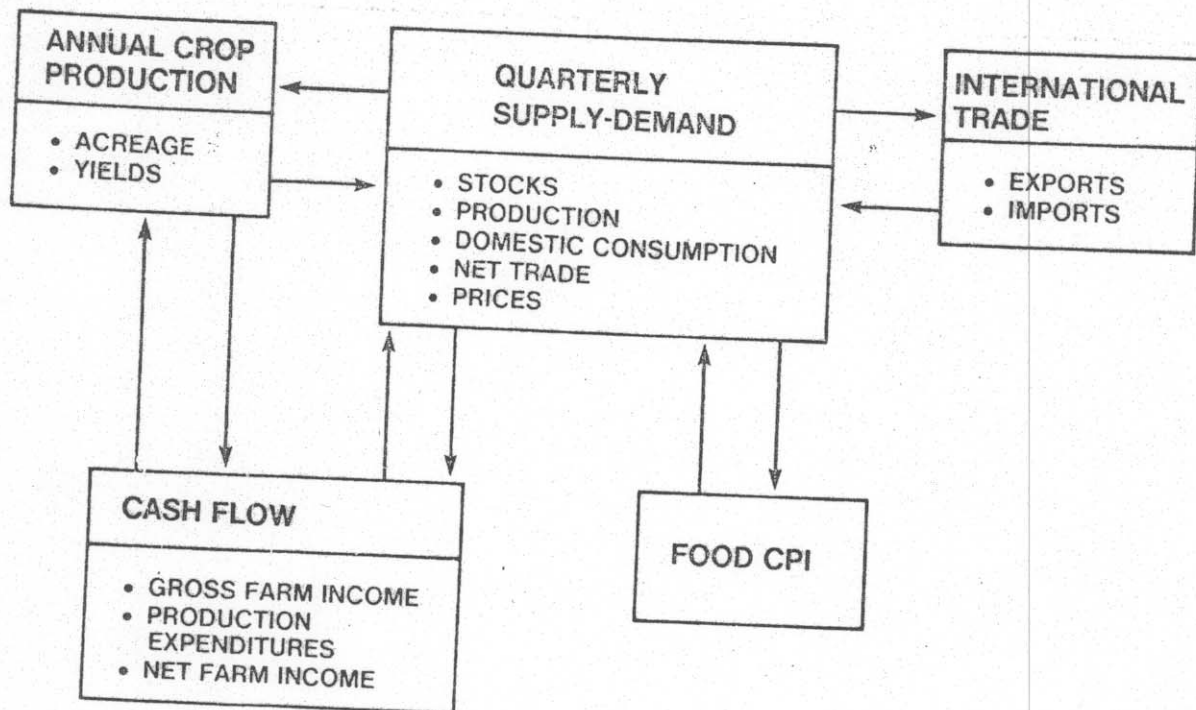 ANNUAL CROP
PRODUCTION
• ACREAGE
• YIELDS
QUARTERLY
SUPPLY-DEMAND
• STOCKS
• PRODUCTION
• DOMESTIC CONSUMPTION
• NET TRADE
• PRICES
INTERNATIONAL
TRADE
• EXPORTS
• IMPORTS
CASH FLOW
• GROSS FARM INCOME
• PRODUCTION
EXPENDITURES
• NET FARM INCOME
FOOD CPI